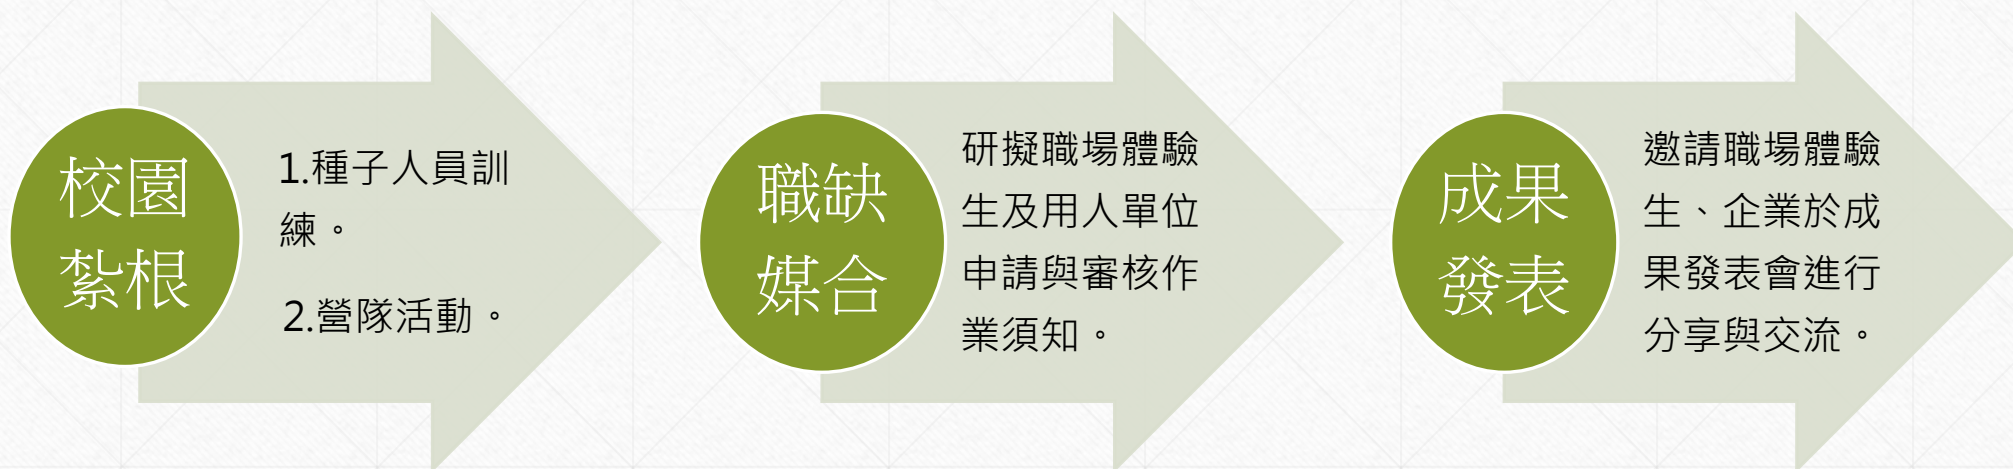 校園
紮根
1.種子人員訓
練。
2.營隊活動。
職缺
媒合
研擬職場體驗
生及用人單位
申請與審核作
業須知。
成果
發表
邀請職場體驗
生、企業於成
果發表會進行
分享與交流。